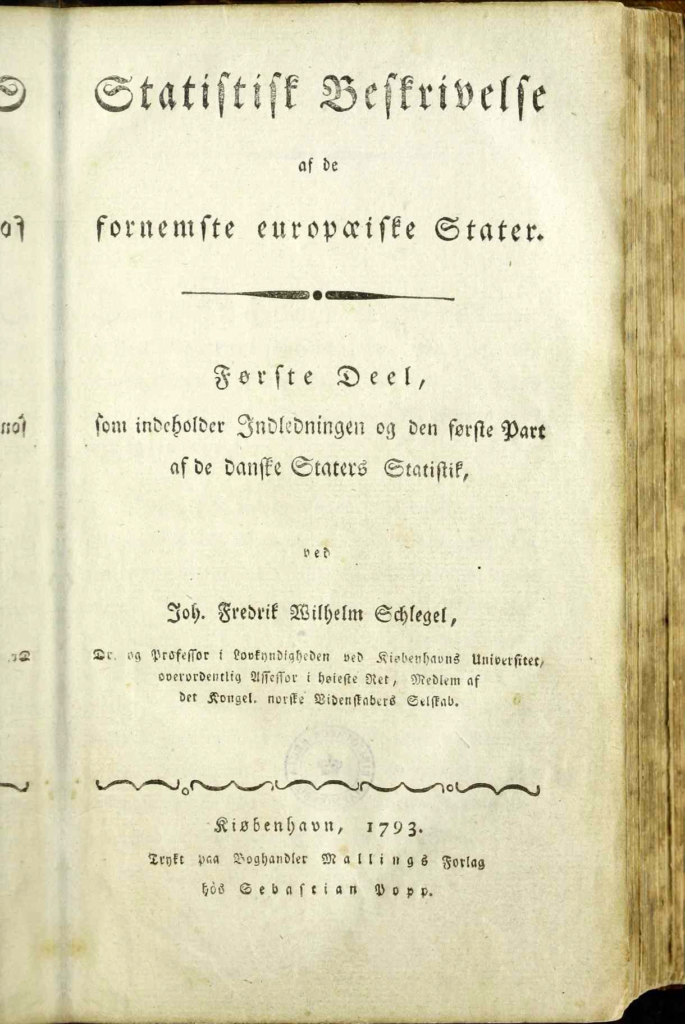 Statistisk Beskrivelse
af de
fornemste europæiske Stater.
Første Deel,
som indeholder Indledningen og den første Part
af de danske Staters Statistik,
ved
Joh. Fredrik Wilhelm Schlegel,
Dr. og Professor i Lovkyndigheden ved Kiøbenhavns Universitet,
overordentlig Assessor i høieste Ret, Medlem af
det Kongel. norske Videnskabers Selskab.
Kiøbenhavn, 1793.
Trykt paa Boghandler Mallings Forlag
hos Sebastian Popp.